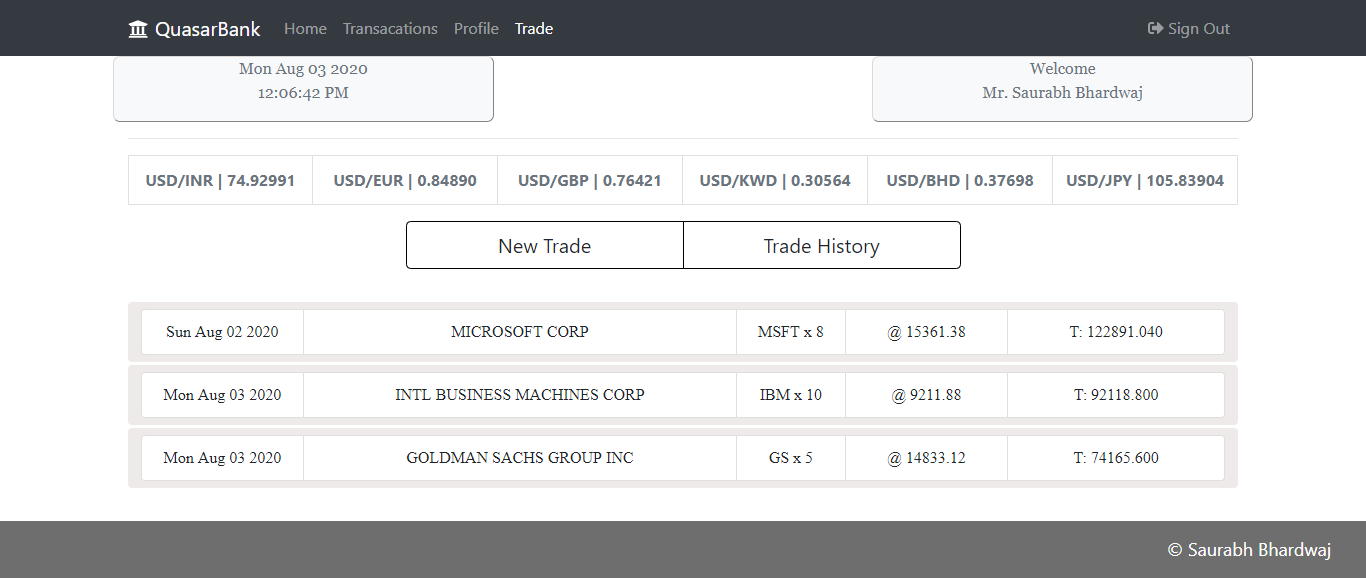 QuasarBank Home Transacations Profile Trade Sign Out
Mon Aug 03 2020
12:06:42 PM
Welcome
Mr. Saurabh Bhardwaj
USD/INR | 74.92991 USD/EUR | 0.84890 USD/GBP | 0.76421 USD/KWD | 0.30564 USD/BHD | 0.37698 USD/JPY | 105.83904
New Trade Trade History
Sun Aug 02 2020 MICROSOFT CORP MSFT x 8 @ 15361.38 T: 122891.040
Mon Aug 03 2020 INTL BUSINESS MACHINES CORP IBM x 10 @ 9211.88 T: 92118.800
Mon Aug 03 2020 GOLDMAN SACHS GROUP INC GS x 5 @ 14833.12 T: 74165.600
© Saurabh Bhardwaj